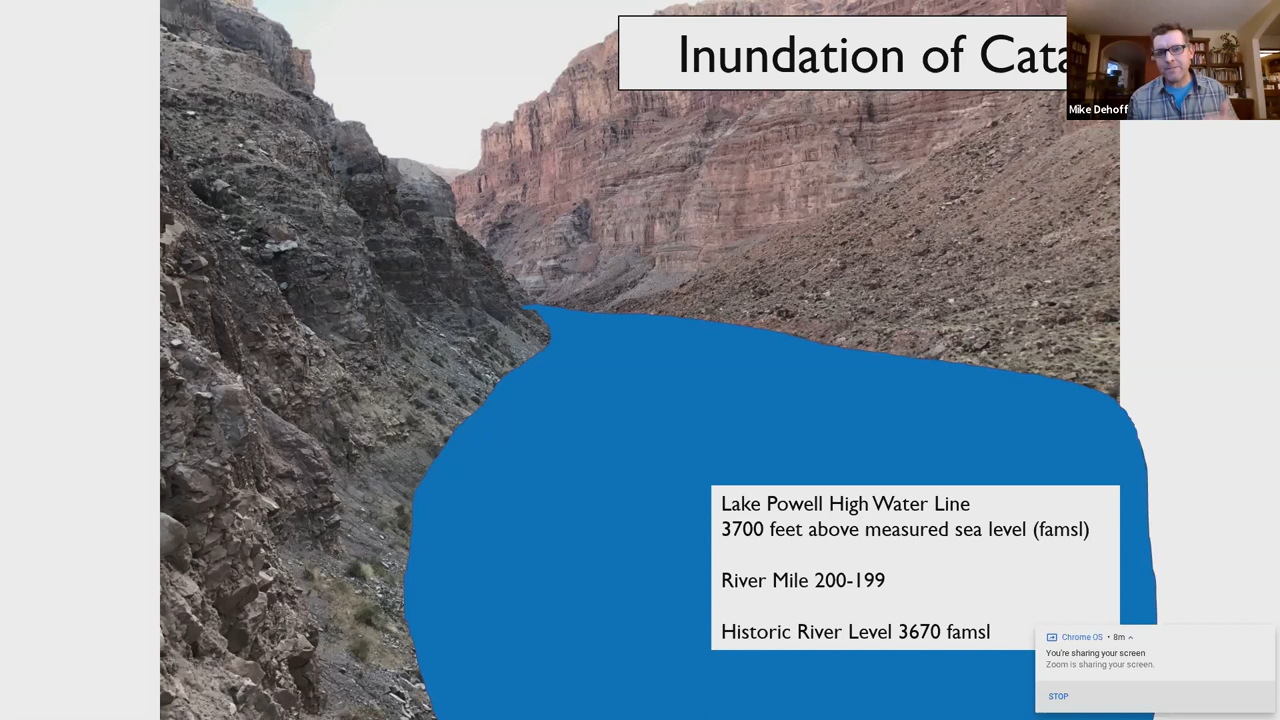 Inundation of Cata
Mike Dehoff
Lake Powell High Water Line
3700 feet above measured sea level (famsl)
River Mile 200-199
Historic River Level 3670 famsl
Chrome OS • 8m
You're sharing your screen
Zoom is sharing your screen.
STOP